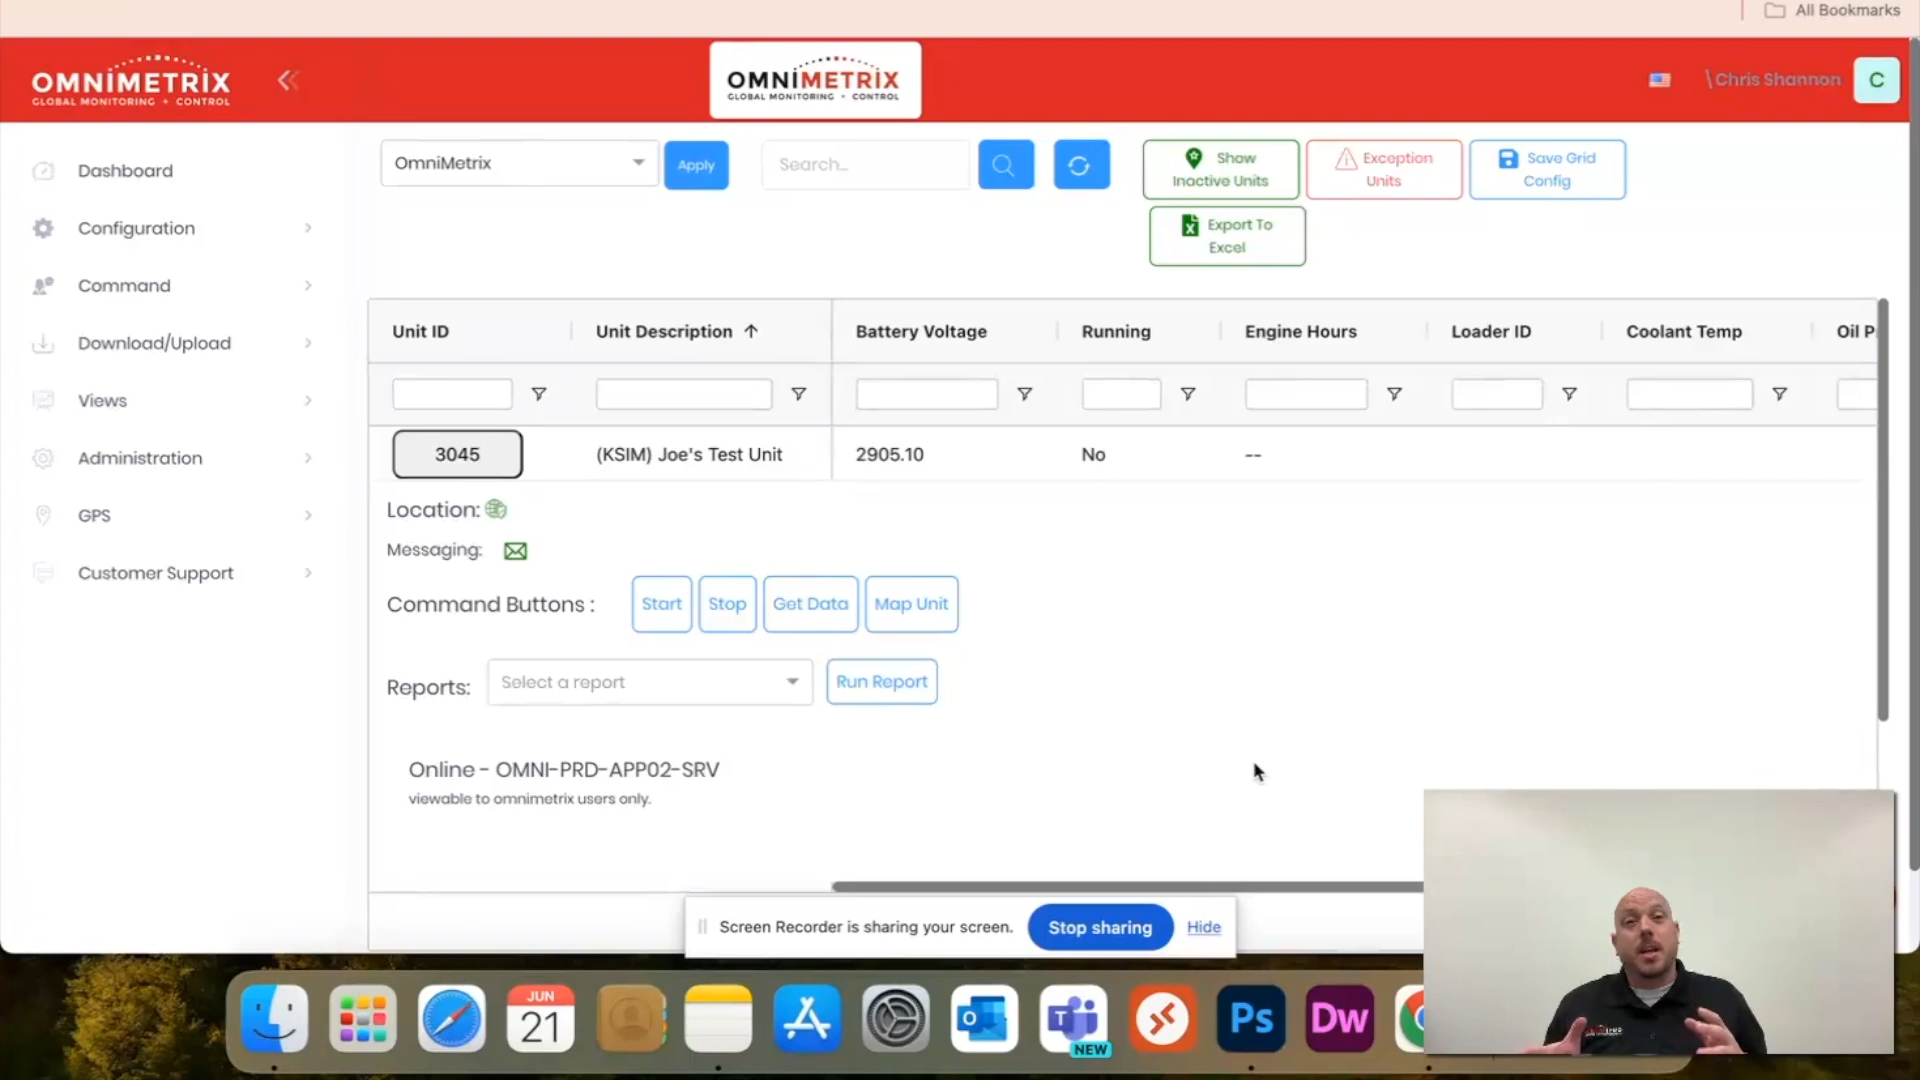 All Bookmarks
OMNIMETRIX
GLOBAL MONITORING + CONTROL
OMNIMETRIX
GLOBAL MONITORING + CONTROL
\Chris Shannon
C
Dashboard
Configuration
Command
Download/Upload
Views
Administration
GPS
Customer Support
OmniMetrix
Apply
Search...
Show
Inactive Units
Exception
Units
Save Grid
Config
Export To
Excel
Unit ID
Unit Description
Battery Voltage
Running
Engine Hours
Loader ID
Coolant Temp
Oil P
3045
(KSIM) Joe's Test Unit
2905.10
No
--
Location:
Messaging:
Command Buttons :
Start
Stop
Get Data
Map Unit
Reports:
Select a report
Run Report
Online - OMNI-PRD-APP02-SRV
viewable to omnimetrix users only.
Screen Recorder is sharing your screen.
Stop sharing
Hide
JUN
21
NEW
Ps
Dw